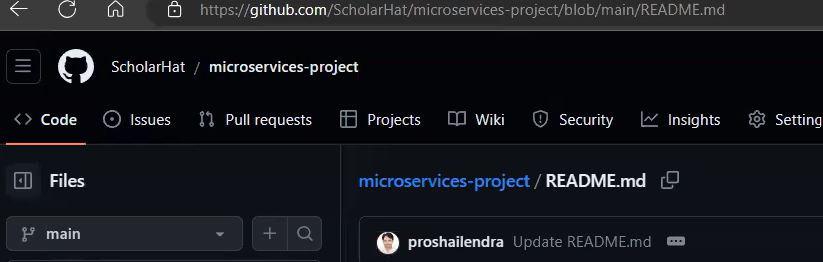 https://github.com/ScholarHat/microservices-project/blob/main/README.md
ScholarHat / microservices-project
Code Issues Pull requests Projects Wiki Security Insights Setting
Files microservices-project / README.md
main proshailendra Update README.md